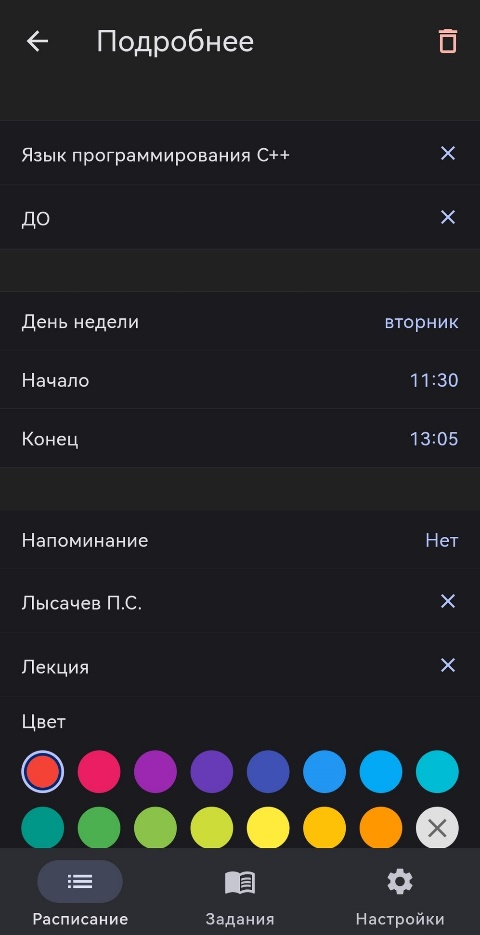 Подробнее
Язык программирования С++
ДО
День недели вторник
Начало 11:30
Конец 13:05
Напоминание Нет
Лысачев П.С.
Лекция
Цвет
Расписание Задания Настройки